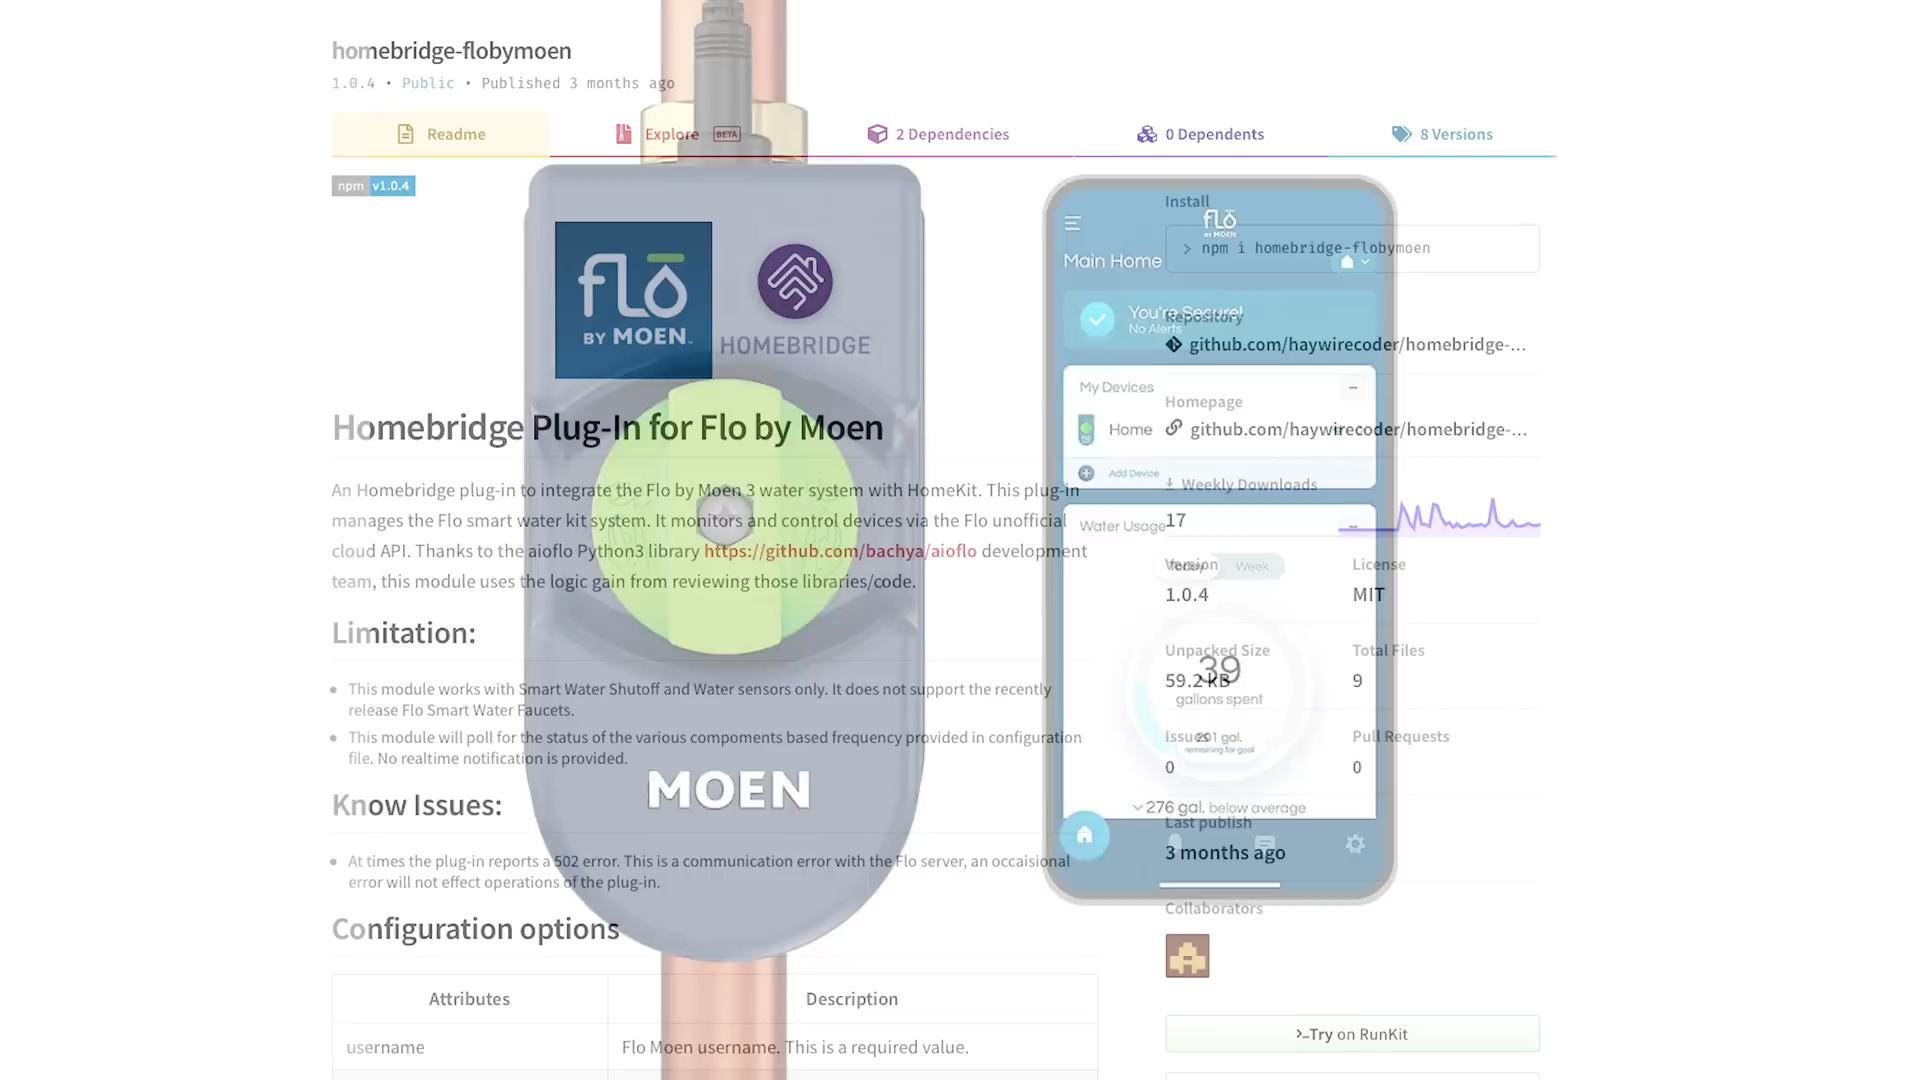 homebridge-flobymoen
1.0.4 • Public • Published 3 months ago
Readme
Explore BETA
2 Dependencies
0 Dependents
8 Versions
npm v1.0.4
flō
BY MOEN
HOMEBRIDGE
Homebridge Plug-In for Flo by Moen
An Homebridge plug-in to integrate the Flo by Moen 3 water system with HomeKit. This plug-in
manages the Flo smart water kit system. It monitors and control devices via the Flo unofficial
cloud API. Thanks to the aioflo Python3 library https://github.com/bachya/aioflo development
team, this module uses the logic gain from reviewing those libraries/code.
Limitation:
• This module works with Smart Water Shutoff and Water sensors only. It does not support the recently
release Flo Smart Water Faucets.
• This module will poll for the status of the various compoments based frequency provided in configuration
file. No realtime notification is provided.
MOEN
Know Issues:
• At times the plug-in reports a 502 error. This is a communication error with the Flo server, an occaisional
error will not effect operations of the plug-in.
Configuration options
Attributes
Description
username
Flo Moen username. This is a required value.
Install
> npm i homebridge-flobymoen
Repository
github.com/haywirecoder/homebridge-...
Homepage
github.com/haywirecoder/homebridge-...
Weekly Downloads
17
Version
1.0.4
License
MIT
Unpacked Size
59.2 kB
Total Files
9
Issues
0
Pull Requests
0
Last publish
3 months ago
Collaborators
>_Try on RunKit
flō
BY MOEN
Main Home
You're Secure!
No Alerts
My Devices
Home
Add Device
Water Usage
Today
Week
39
gallons spent
201 gal.
remaining for goal
276 gal. below average